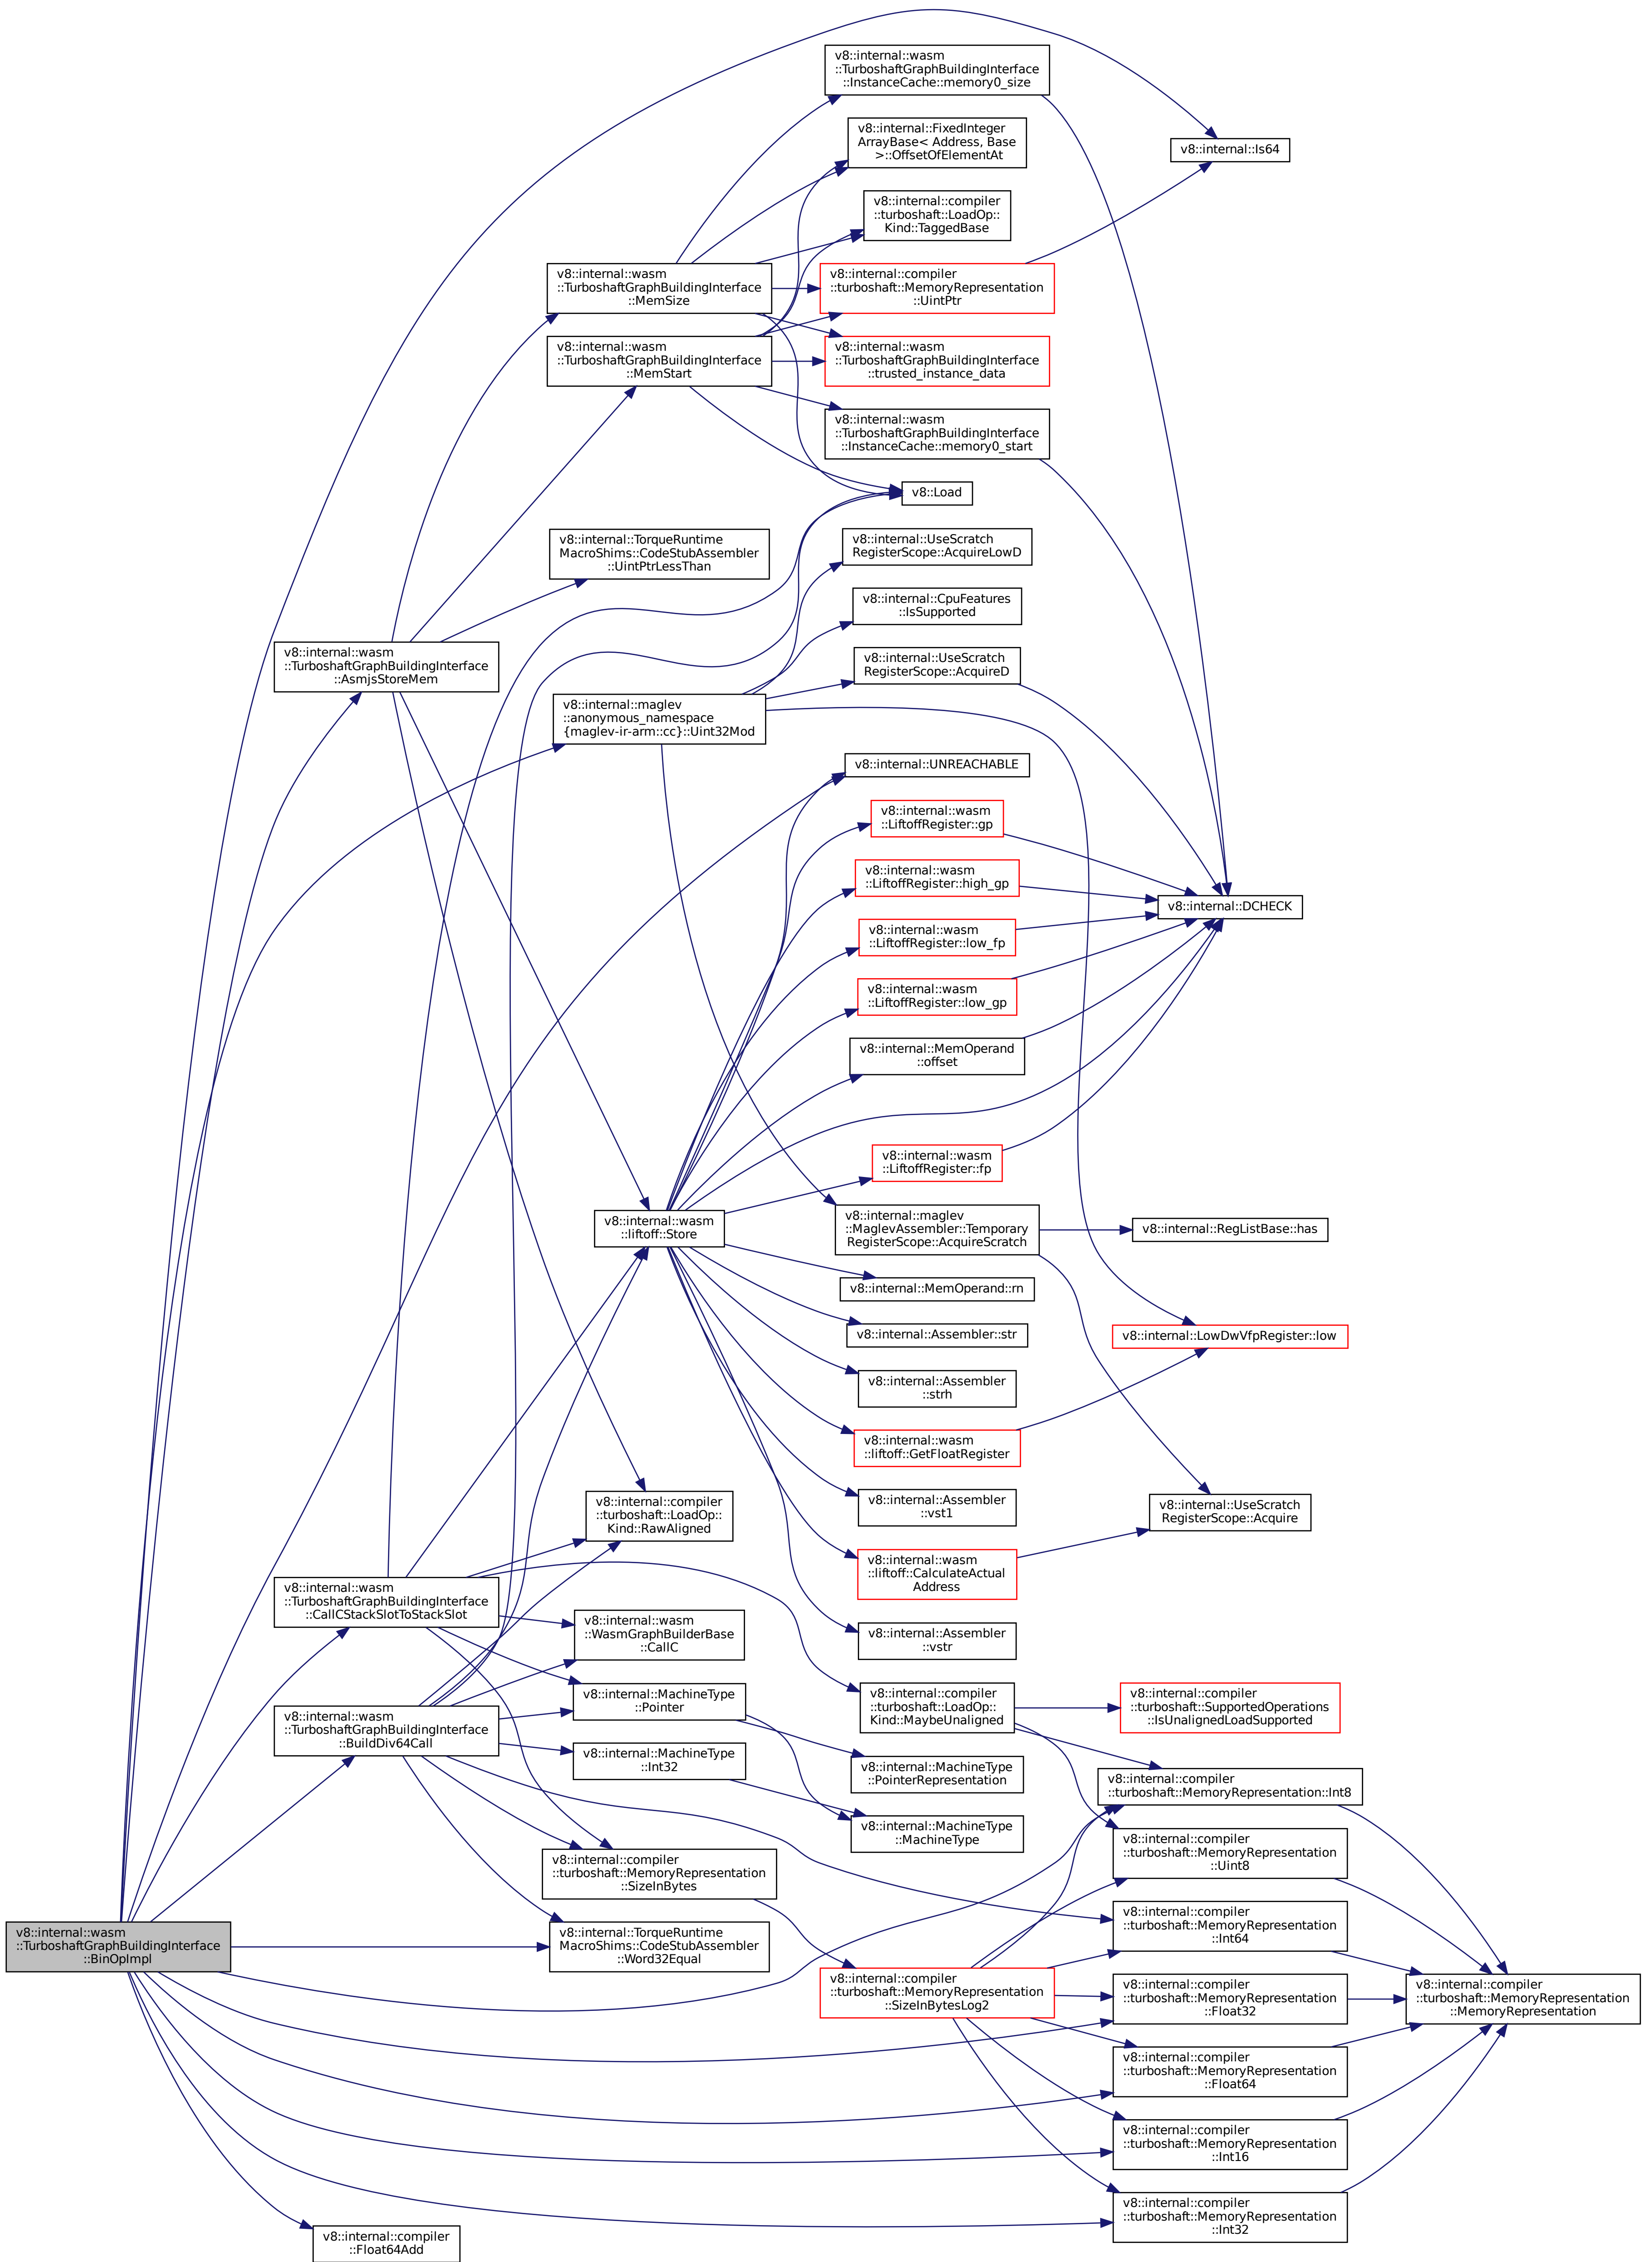 v8::internal::wasm
::TurboshaftGraphBuildingInterface
::InstanceCache::memory0_size
v8::internal::FixedInteger
ArrayBase< Address, Base
>::OffsetOfElementAt
v8::internal::Is64
v8::internal::compiler
::turboshaft::LoadOp::
Kind::TaggedBase
v8::internal::wasm
::TurboshaftGraphBuildingInterface
::MemSize
v8::internal::compiler
::turboshaft::MemoryRepresentation
::UintPtr
v8::internal::wasm
::TurboshaftGraphBuildingInterface
::MemStart
v8::internal::wasm
::TurboshaftGraphBuildingInterface
::trusted_instance_data
v8::internal::wasm
::TurboshaftGraphBuildingInterface
::InstanceCache::memory0_start
v8::Load
v8::internal::TorqueRuntime
MacroShims::CodeStubAssembler
::UintPtrLessThan
v8::internal::UseScratch
RegisterScope::AcquireLowD
v8::internal::CpuFeatures
::IsSupported
v8::internal::wasm
::TurboshaftGraphBuildingInterface
::AsmjsStoreMem
v8::internal::UseScratch
RegisterScope::AcquireD
v8::internal::maglev
::anonymous_namespace
{maglev-ir-arm::cc}::Uint32Mod
v8::internal::UNREACHABLE
v8::internal::wasm
::LiftoffRegister::gp
v8::internal::wasm
::LiftoffRegister::high_gp
v8::internal::DCHECK
v8::internal::wasm
::LiftoffRegister::low_fp
v8::internal::wasm
::LiftoffRegister::low_gp
v8::internal::MemOperand
::offset
v8::internal::wasm
::LiftoffRegister::fp
v8::internal::wasm
::liftoff::Store
v8::internal::maglev
::MaglevAssembler::Temporary
RegisterScope::AcquireScratch
v8::internal::RegListBase::has
v8::internal::MemOperand::rn
v8::internal::Assembler::str
v8::internal::LowDwVfpRegister::low
v8::internal::Assembler
::strh
v8::internal::wasm
::liftoff::GetFloatRegister
v8::internal::compiler
::turboshaft::LoadOp::
Kind::RawAligned
v8::internal::Assembler
::vst1
v8::internal::UseScratch
RegisterScope::Acquire
v8::internal::wasm
::liftoff::CalculateActual
Address
v8::internal::wasm
::TurboshaftGraphBuildingInterface
::CallCStackSlotToStackSlot
v8::internal::wasm
::WasmGraphBuilderBase
::CallC
v8::internal::Assembler
::vstr
v8::internal::MachineType
::Pointer
v8::internal::compiler
::turboshaft::LoadOp::
Kind::MaybeUnaligned
v8::internal::compiler
::turboshaft::SupportedOperations
::IsUnalignedLoadSupported
v8::internal::wasm
::TurboshaftGraphBuildingInterface
::BuildDiv64Call
v8::internal::MachineType
::Int32
v8::internal::MachineType
::PointerRepresentation
v8::internal::compiler
::turboshaft::MemoryRepresentation::Int8
v8::internal::MachineType
::MachineType
v8::internal::compiler
::turboshaft::MemoryRepresentation
::Uint8
v8::internal::compiler
::turboshaft::MemoryRepresentation
::SizeInBytes
v8::internal::wasm
::TurboshaftGraphBuildingInterface
::BinOpImpl
v8::internal::TorqueRuntime
MacroShims::CodeStubAssembler
::Word32Equal
v8::internal::compiler
::turboshaft::MemoryRepresentation
::Int64
v8::internal::compiler
::turboshaft::MemoryRepresentation
::SizeInBytesLog2
v8::internal::compiler
::turboshaft::MemoryRepresentation
::Float32
v8::internal::compiler
::turboshaft::MemoryRepresentation
::MemoryRepresentation
v8::internal::compiler
::turboshaft::MemoryRepresentation
::Float64
v8::internal::compiler
::turboshaft::MemoryRepresentation
::Int16
v8::internal::compiler
::turboshaft::MemoryRepresentation
::Int32
v8::internal::compiler
::Float64Add